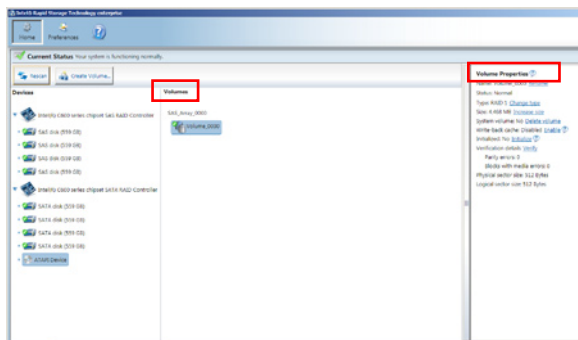 Intel® Rapid Storage Technology enterprise
Home
Preferences
Current Status Your system is functioning normally.
Rescan
Create Volume...
Devices
Intel(r) C600 series chipset SAS RAID Controller
SAS disk (559 GB)
SAS disk (559 GB)
SAS disk (559 GB)
SAS disk (559 GB)
Intel(r) C600 series chipset SATA RAID Controller
SATA disk (559 GB)
SATA disk (559 GB)
SATA disk (559 GB)
SATA disk (559 GB)
ATAPI Device
Volumes
SAS_Array_0000
Volume_0000
Volume Properties
Name: Volume_0000 Rename
Status: Normal
Type: RAID 1 Change type
System volume: No Delete volume
Write back cache: Disabled Enable
Initialized: No Initialize
Verification details: Verify
Parity errors: 0
Blocks with media errors: 0
Physical sector size: 512 Bytes
Logical sector size: 512 Bytes